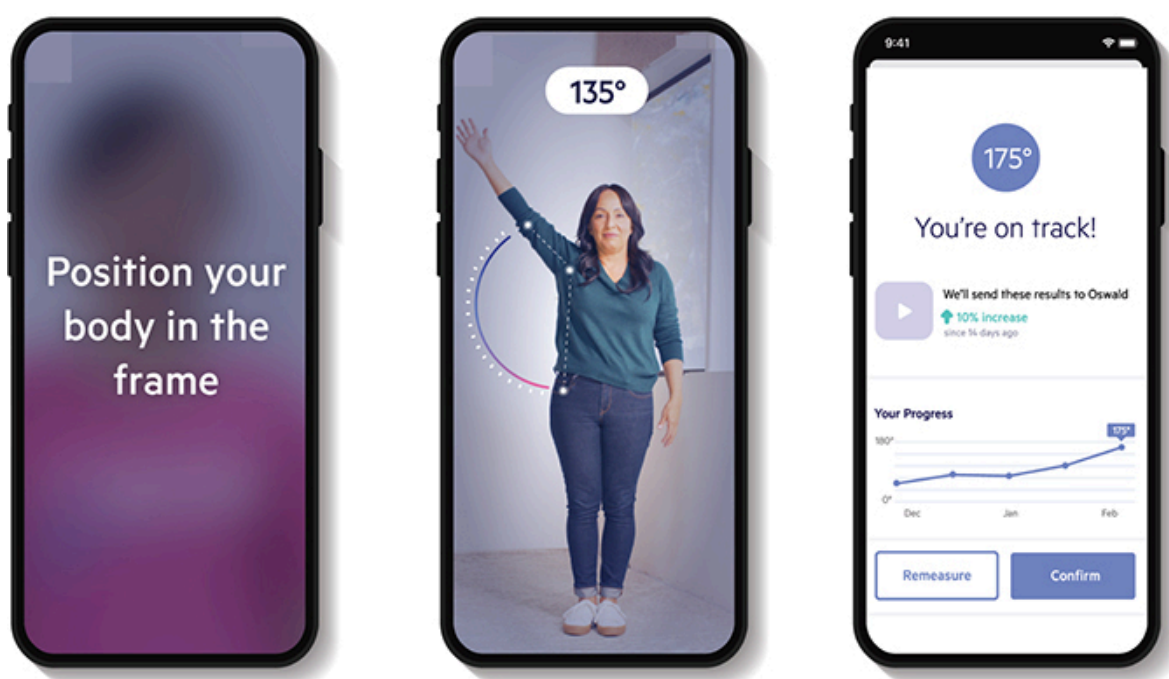 Position your
body in the
frame
135°
9:41
175°
You're on track!
We'll send these results to Oswald
10% increase
since 14 days ago
Your Progress
175°
180°
0°
Dec Jan Feb
Remeasure Confirm